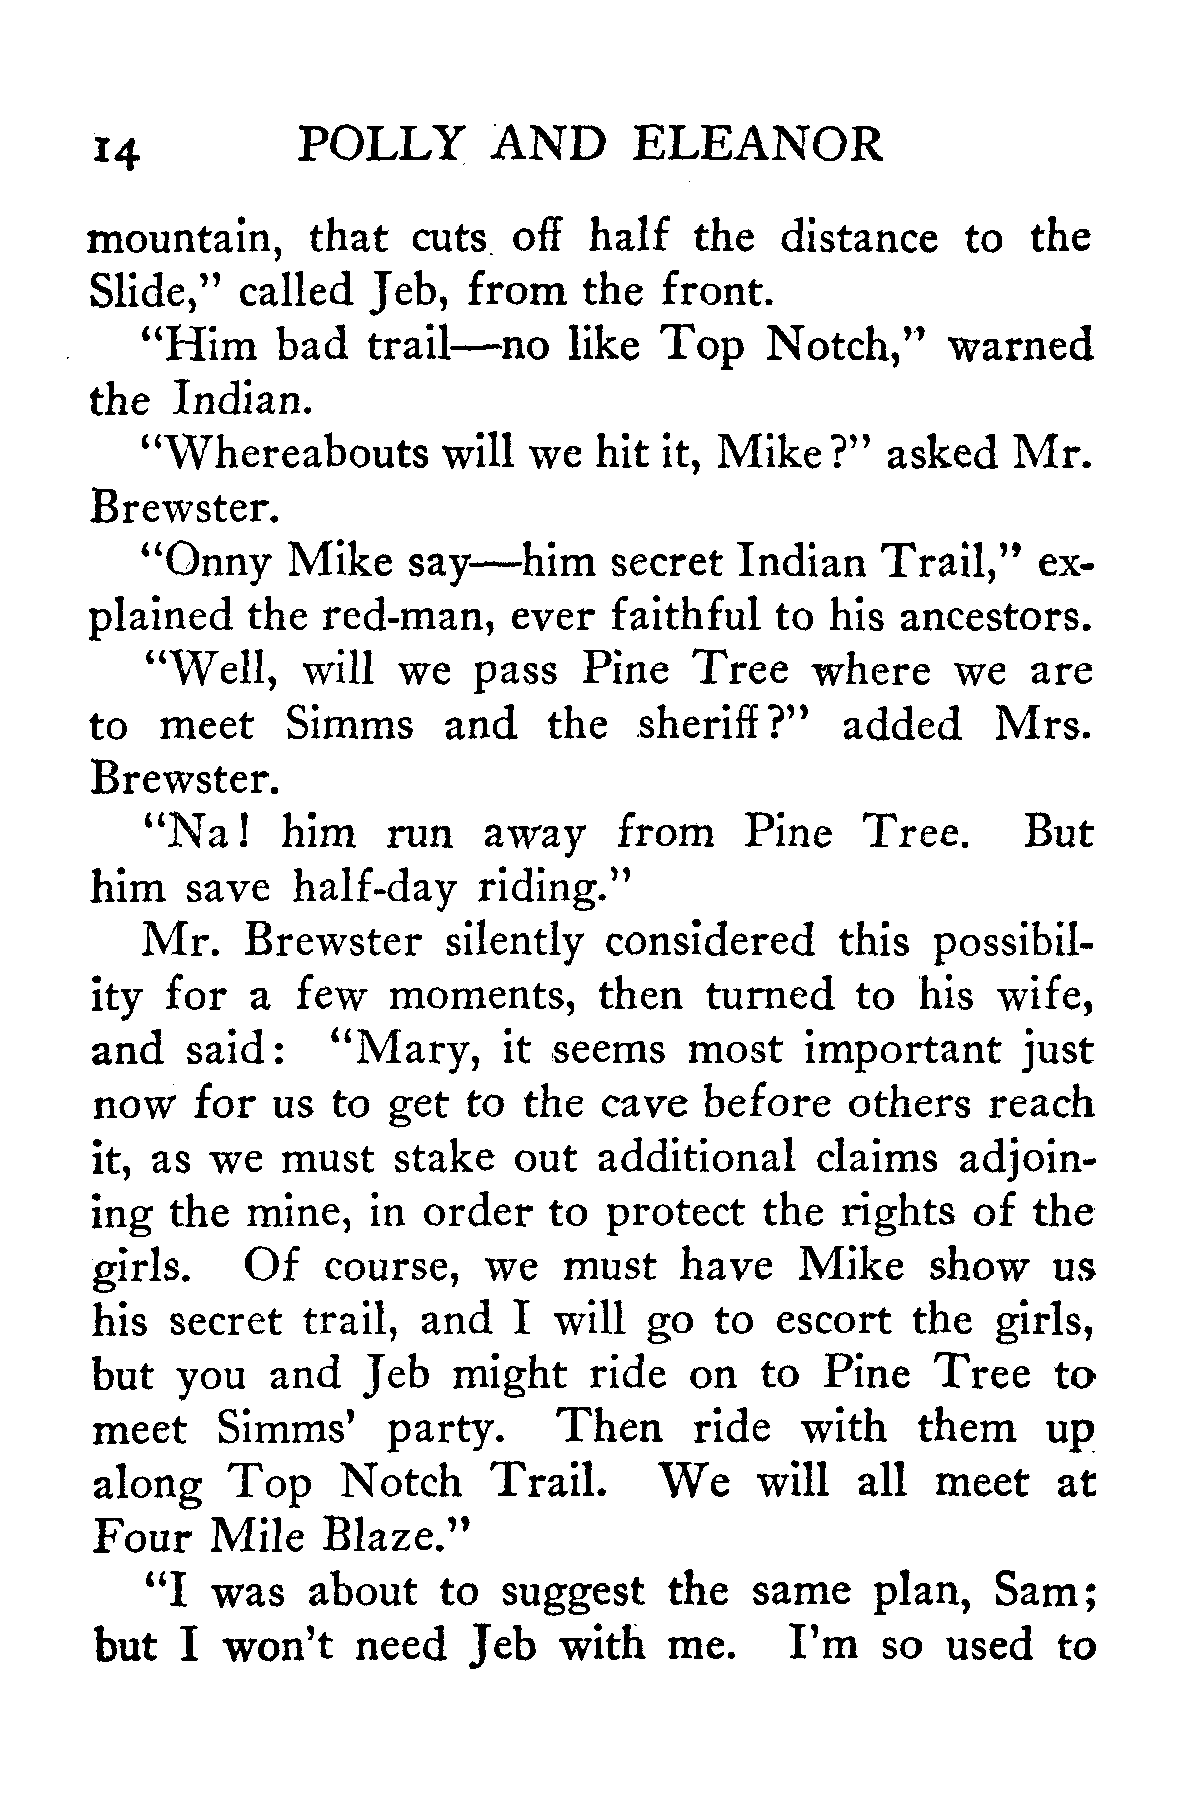 14 POLLY AND ELEANOR
mountain, that cuts off half the distance to the
Slide,” called Jeb, from the front.
“Him bad trail—no like Top Notch,” warned
the Indian.
“Whereabouts will we hit it, Mike?” asked Mr.
Brewster.
“Onny Mike say—him secret Indian Trail,” ex-
plained the red-man, ever faithful to his ancestors.
“Well, will we pass Pine Tree where we are
to meet Simms and the sheriff?” added Mrs.
Brewster.
“Na! him run away from Pine Tree. But
him save half-day riding.”
Mr. Brewster silently considered this possibil-
ity for a few moments, then turned to his wife,
and said: “Mary, it seems most important just
now for us to get to the cave before others reach
it, as we must stake out additional claims adjoin-
ing the mine, in order to protect the rights of the
girls. Of course, we must have Mike show us
his secret trail, and I will go to escort the girls,
but you and Jeb might ride on to Pine Tree to
meet Simms’ party. Then ride with them up
along Top Notch Trail. We will all meet at
Four Mile Blaze.”
“I was about to suggest the same plan, Sam;
but I won’t need Jeb with me. I’m so used to